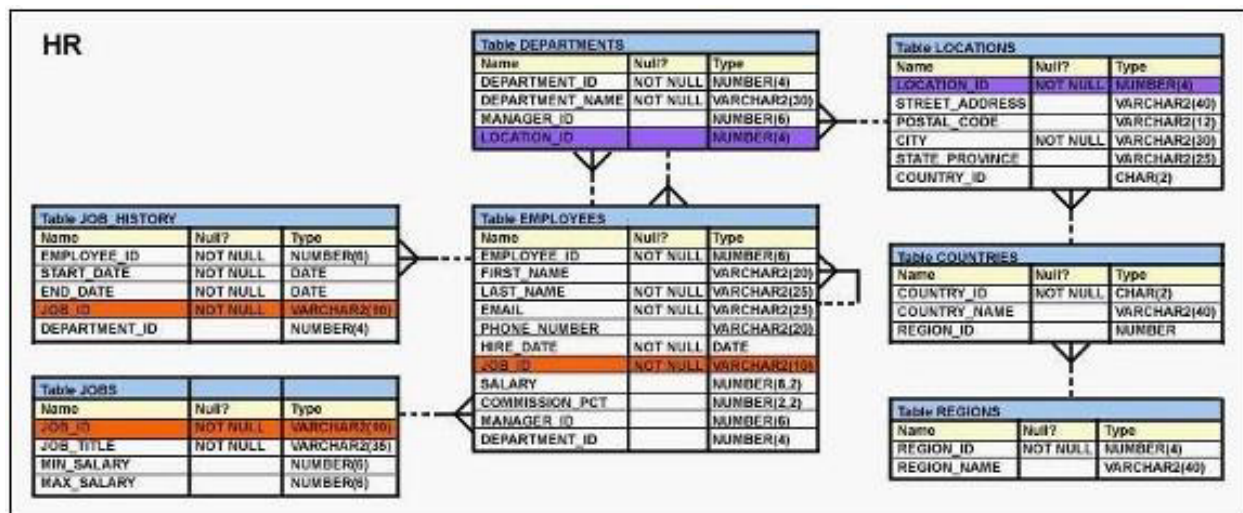 HR
Table DEPARTMENTS
Name Null? Type
DEPARTMENT_ID NOT NULL NUMBER(4)
DEPARTMENT_NAME NOT NULL VARCHAR2(30)
MANAGER_ID NUMBER(6)
LOCATION_ID NUMBER(4)
Table LOCATIONS
Name Null? Type
LOCATION_ID NOT NULL NUMBER(4)
STREET_ADDRESS VARCHAR2(40)
POSTAL_CODE VARCHAR2(12)
CITY NOT NULL VARCHAR2(30)
STATE_PROVINCE VARCHAR2(25)
COUNTRY_ID CHAR(2)
Table JOB_HISTORY
Name Null? Type
EMPLOYEE_ID NOT NULL NUMBER(6)
START_DATE NOT NULL DATE
END_DATE NOT NULL DATE
JOB_ID NOT NULL VARCHAR2(10)
DEPARTMENT_ID NUMBER(4)
Table EMPLOYEES
Name Null? Type
EMPLOYEE_ID NOT NULL NUMBER(6)
FIRST_NAME VARCHAR2(20)
LAST_NAME NOT NULL VARCHAR2(25)
EMAIL NOT NULL VARCHAR2(25)
PHONE_NUMBER VARCHAR2(20)
HIRE_DATE NOT NULL DATE
JOB_ID NOT NULL VARCHAR2(10)
SALARY NUMBER(8,2)
COMMISSION_PCT NUMBER(2,2)
MANAGER_ID NUMBER(6)
DEPARTMENT_ID NUMBER(4)
Table COUNTRIES
Name Null? Type
COUNTRY_ID NOT NULL CHAR(2)
COUNTRY_NAME VARCHAR2(40)
REGION_ID NUMBER
Table JOBS
Name Null? Type
JOB_ID NOT NULL VARCHAR2(10)
JOB_TITLE NOT NULL VARCHAR2(35)
MIN_SALARY NUMBER(6)
MAX_SALARY NUMBER(6)
Table REGIONS
Name Null? Type
REGION_ID NOT NULL NUMBER(4)
REGION_NAME VARCHAR2(40)